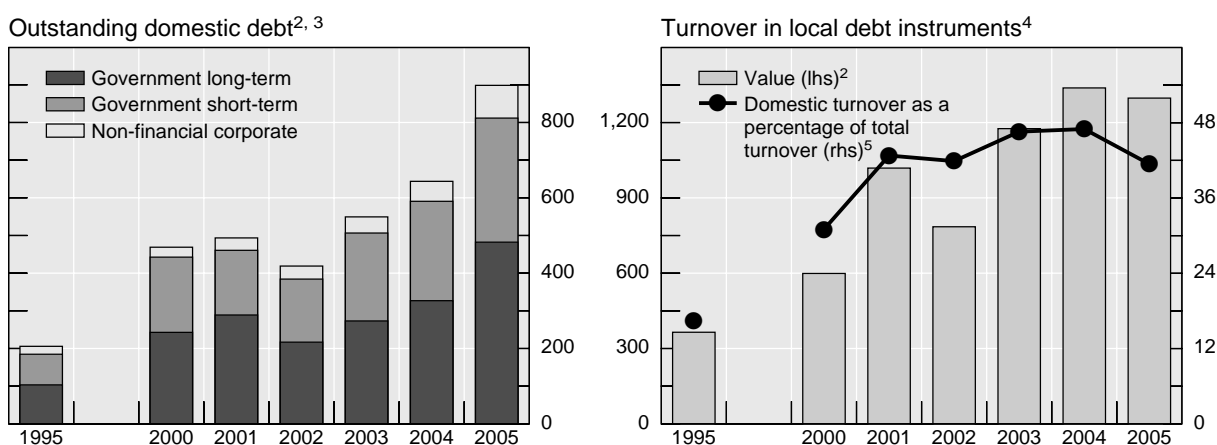 Outstanding domestic debt2, 3
Government long-term
Government short-term
Non-financial corporate
800
600
400
200
0
1995 2000 2001 2002 2003 2004 2005
Turnover in local debt instruments4
Value (lhs)2
Domestic turnover as a
percentage of total
turnover (rhs)5
1,200
900
600
300
0
48
36
24
12
0
1995 2000 2001 2002 2003 2004 2005